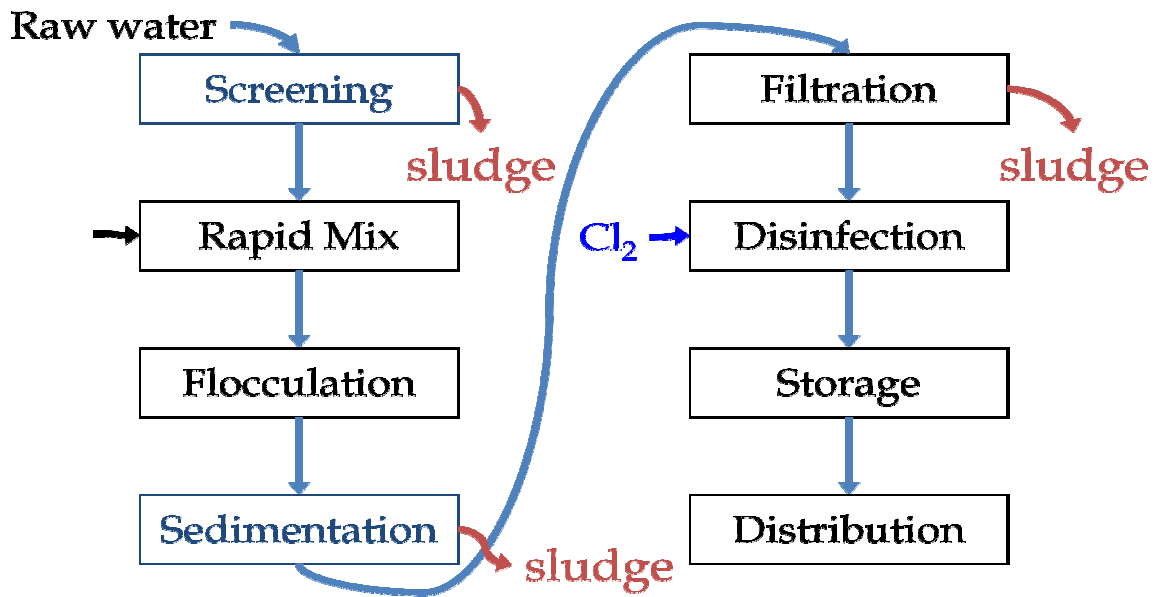 Raw water
Screening
sludge
Rapid Mix
Flocculation
Sedimentation
sludge
Filtration
sludge
Cl₂
Disinfection
Storage
Distribution